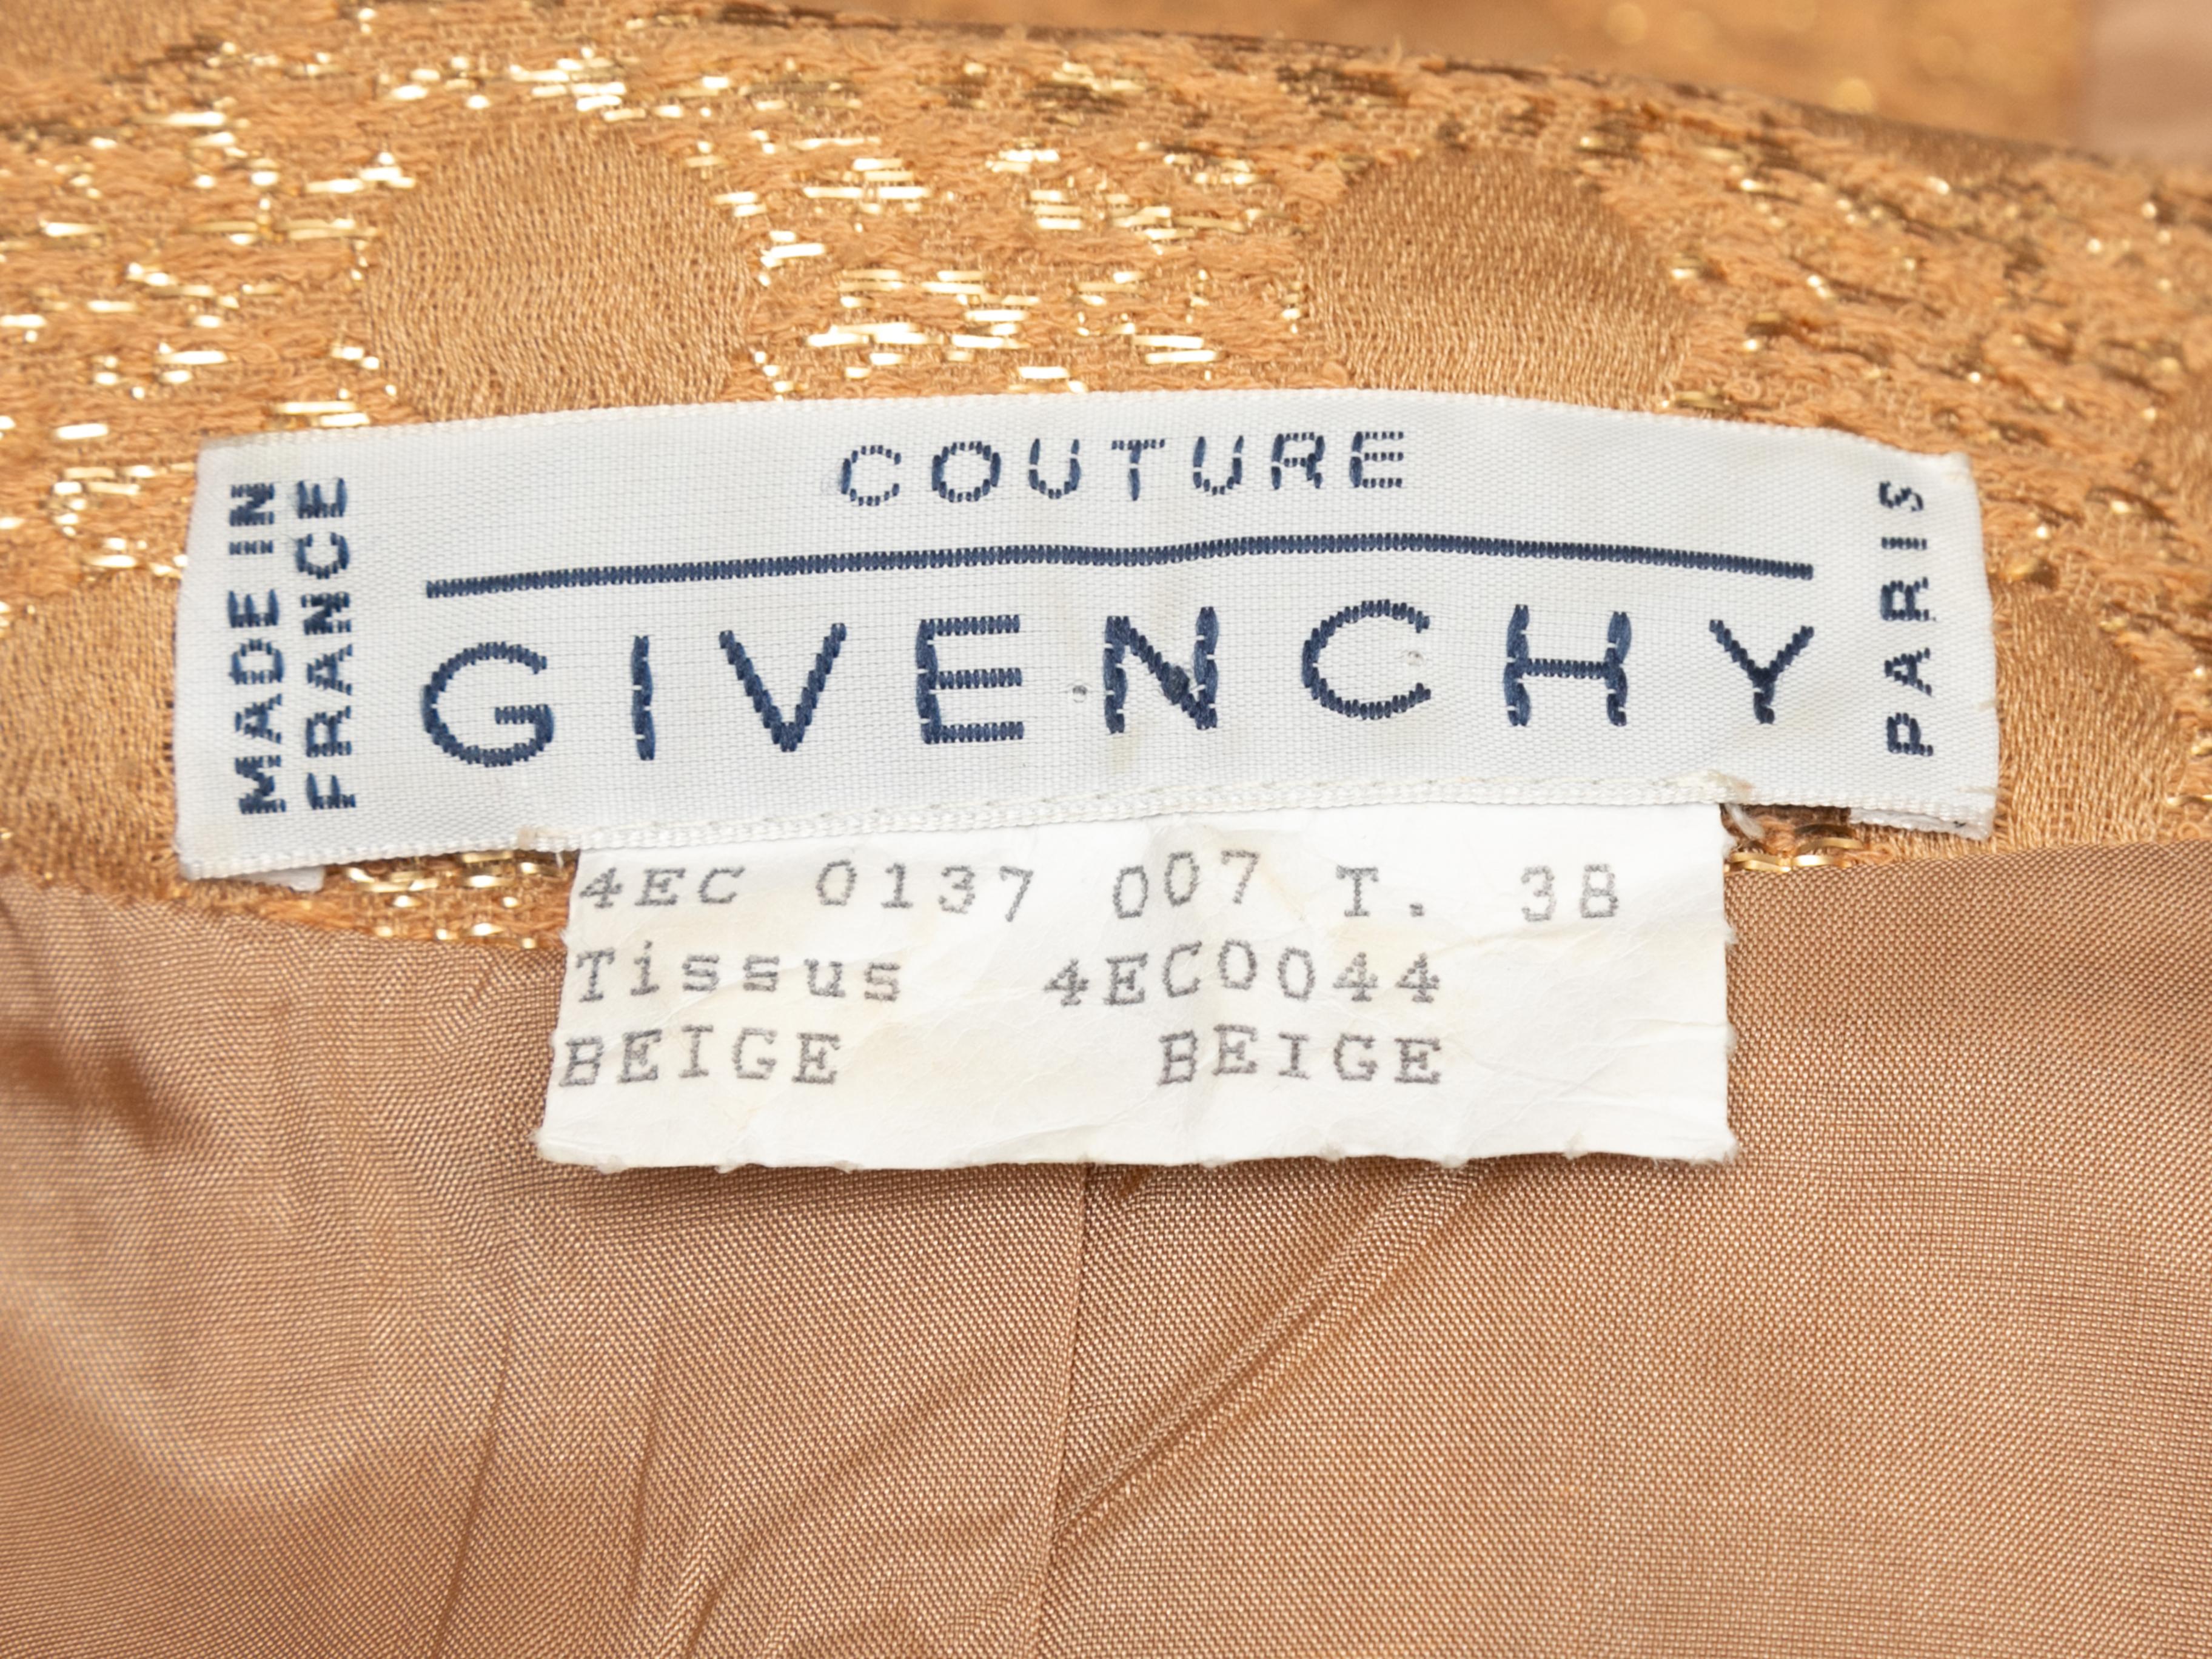 COUTURE
MADE IN
FRANCE
GIVENCHY
PARIS
4EC 0137 007 T. 38
Tissus 4EC0044
BEIGE BEIGE